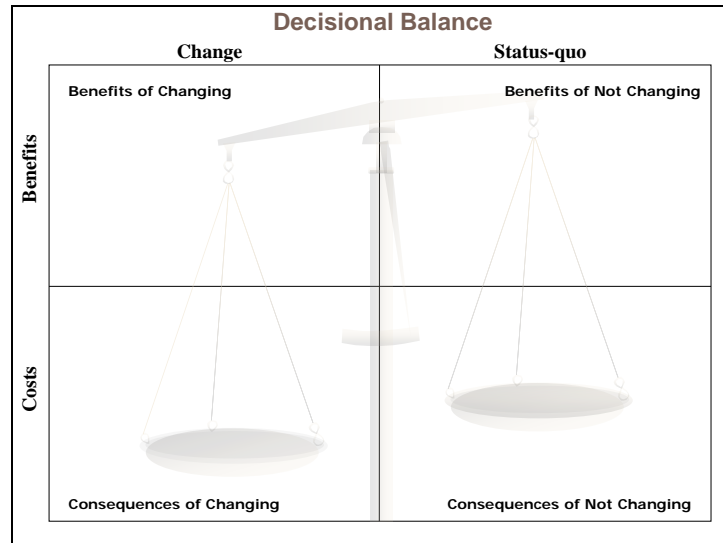 Decisional Balance
Change Status-quo
Benefits of Changing Benefits of Not Changing
Benefits
Costs
Consequences of Changing Consequences of Not Changing